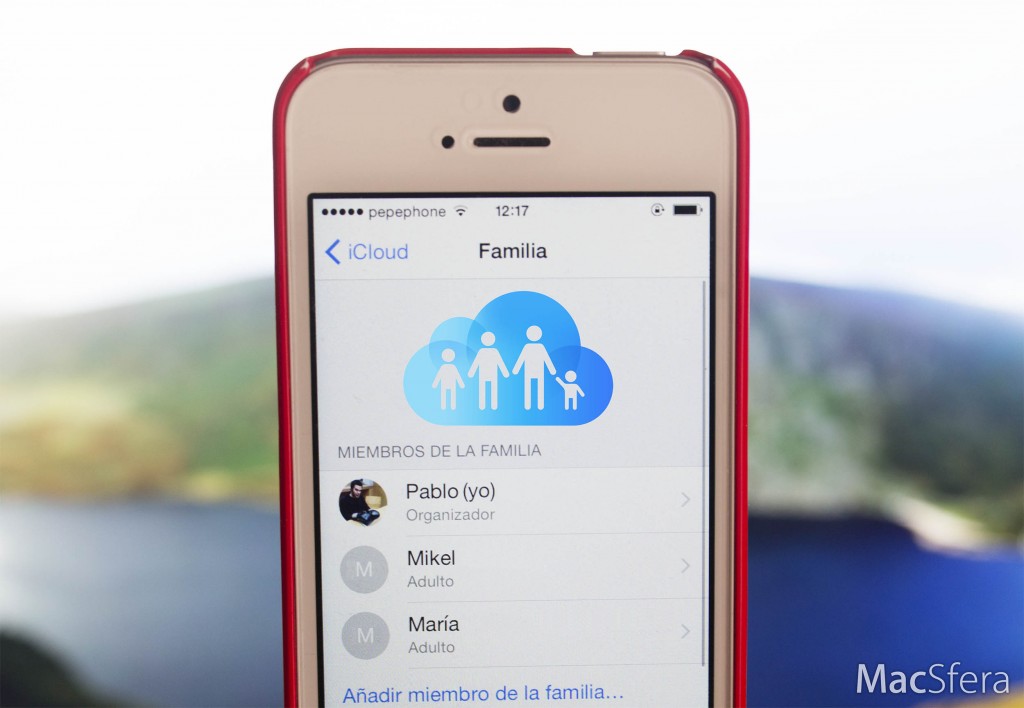 pepephone 12:17
iCloud Familia
MIEMBROS DE LA FAMILIA
Pablo (yo)
Organizador
M Mikel
Adulto
M María
Adulto
Añadir miembro de la familia...
MacSfera